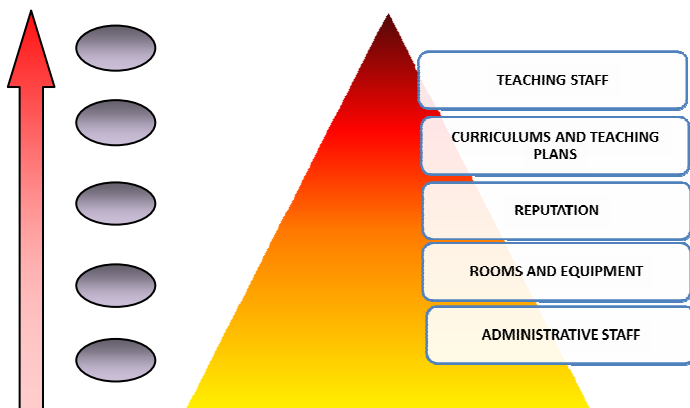 TEACHING STAFF
CURRICULUMS AND TEACHING
PLANS
REPUTATION
ROOMS AND EQUIPMENT
ADMINISTRATIVE STAFF